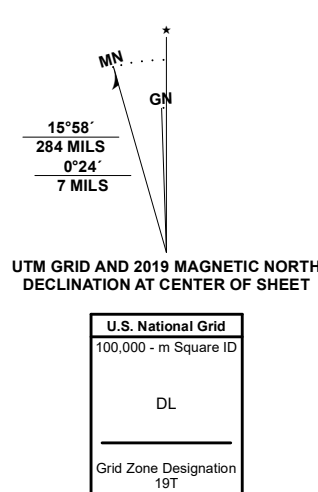 ★
MN
GN
15°58´
284 MILS
0°24´
7 MILS
UTM GRID AND 2019 MAGNETIC NORTH
DECLINATION AT CENTER OF SHEET
U.S. National Grid
100,000 - m Square ID
DL
Grid Zone Designation
19T